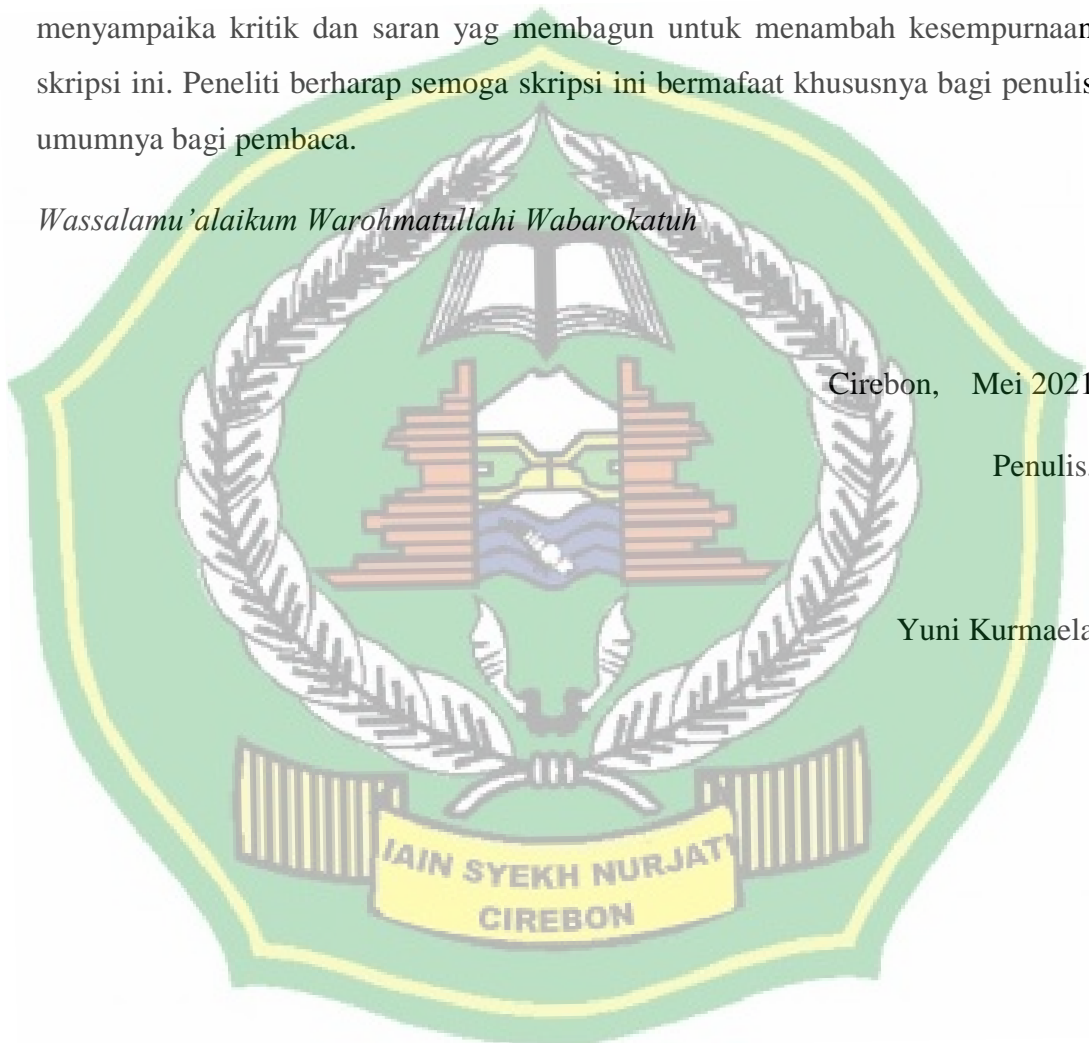 menyampaika kritik dan saran yag membagun untuk menambah kesempurnaan
skripsi ini. Peneliti berharap semoga skripsi ini bermafaat khususnya bagi penulis
umumnya bagi pembaca.
Wassalamu’alaikum Warohmatullahi Wabarokatuh
Cirebon, Mei 2021
Penulis.
Yuni Kurmaela
IAIN SYEKH NURJATI
CIREBON